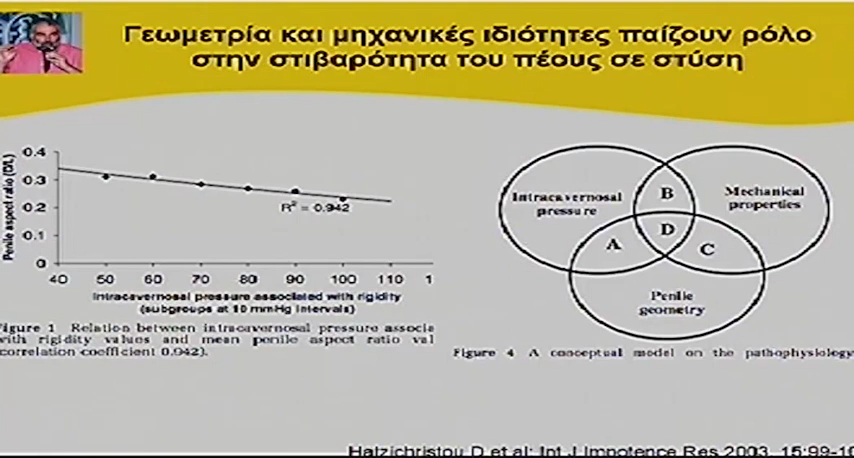 Γεωμετρία και μηχανικές ιδιότητες παίζουν ρόλο
στην στιβαρότητα του πέους σε στύση
Penile aspect ratio (D/L)
0.4
0.3
0.2
0.1
0
R² = 0.942
40 50 60 70 80 90 100 110 1
Intracavernosal pressure associated with rigidity
(subgroups at 10 mmHg intervals)
igure 1 Relation between intracavernosal pressure associa
with rigidity values and mean penile aspect ratio val
correlation coefficient 0.942).
Intracavernosal
pressure
B
Mechanical
properties
D
A
C
Penile
geometry
Figure 4 A conceptual model on the pathophysiology
Hatzichristou D et al: Int J Impotence Res 2003, 15:99-10